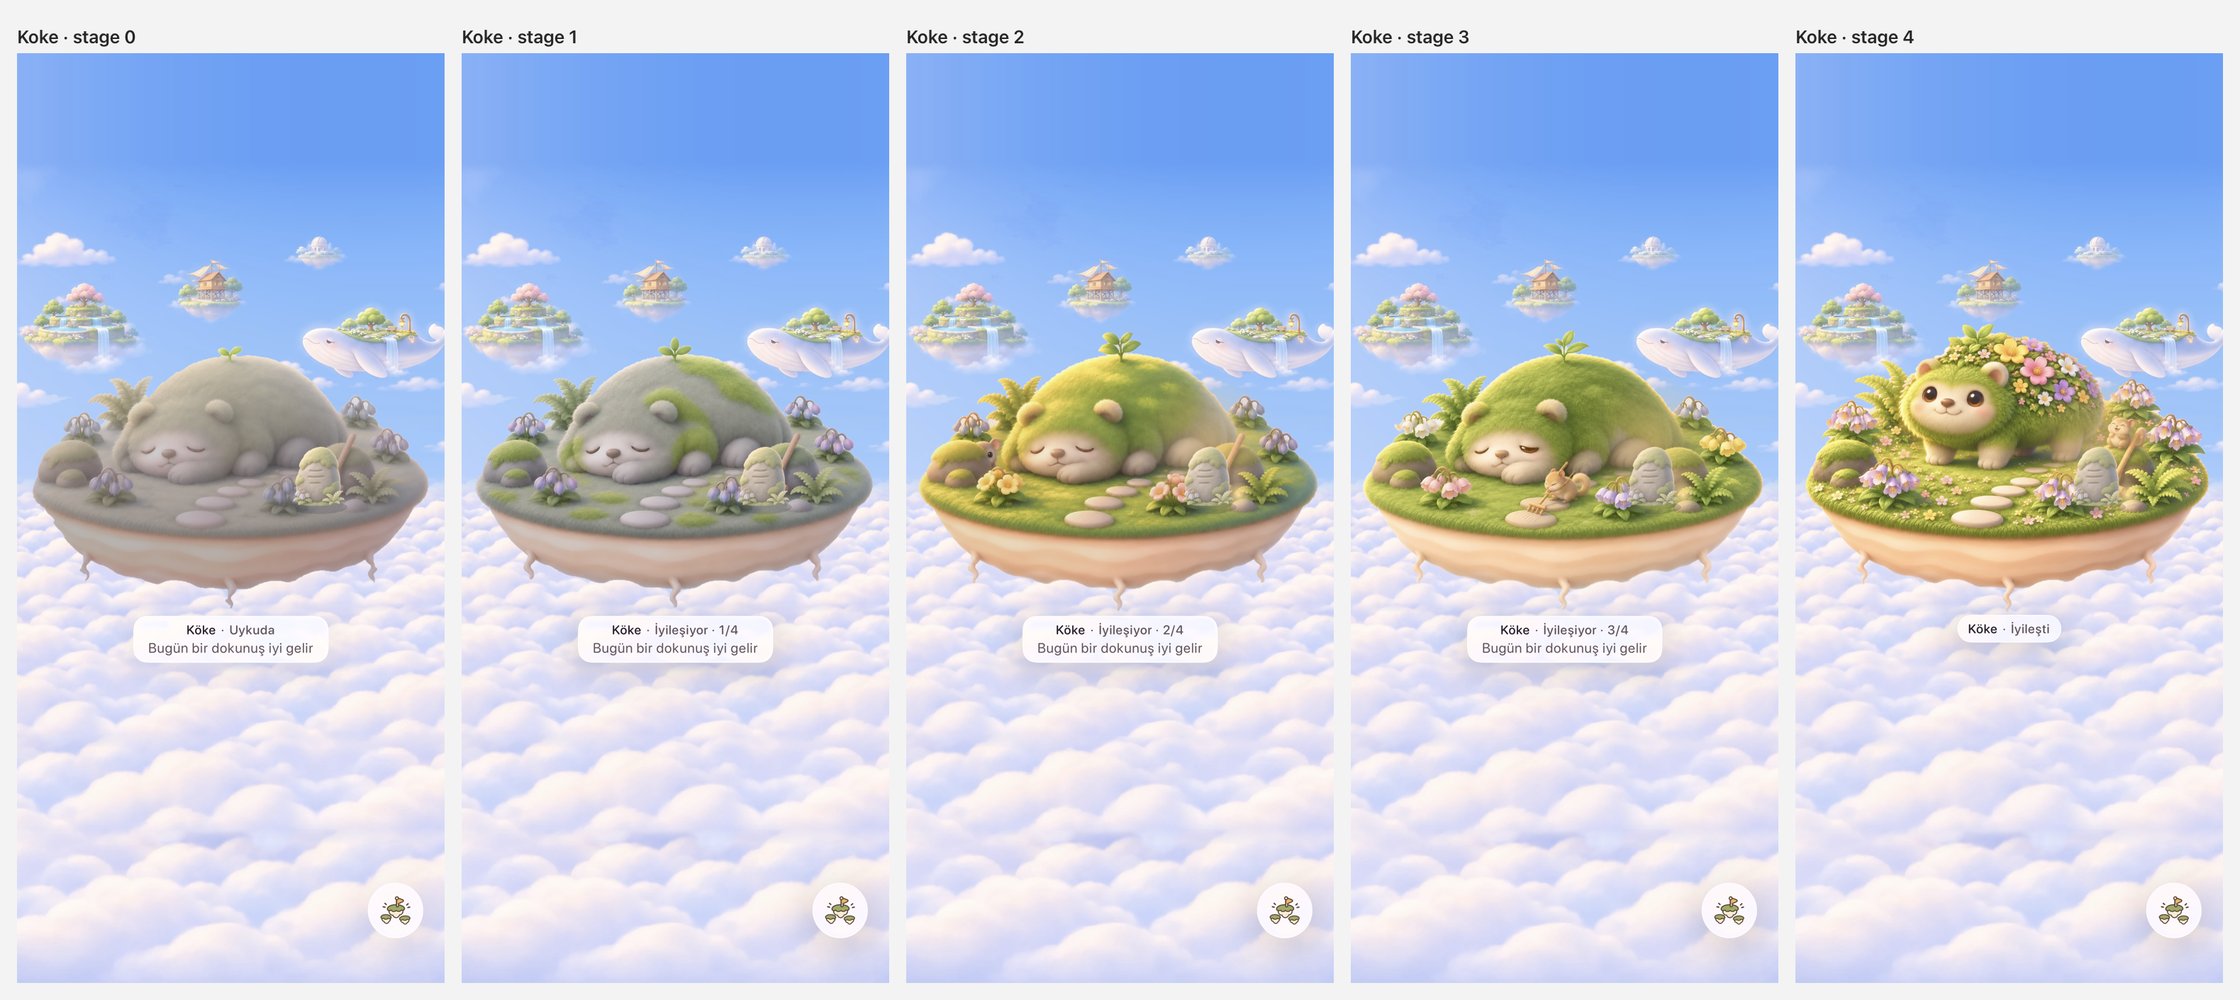 Koke · stage 0
Koke · stage 1
Koke · stage 2
Koke · stage 3
Koke · stage 4
Köke · Uykuda
Bugün bir dokunuş iyi gelir
Köke · İyileşiyor · 1/4
Bugün bir dokunuş iyi gelir
Köke · İyileşiyor · 2/4
Bugün bir dokunuş iyi gelir
Köke · İyileşiyor · 3/4
Bugün bir dokunuş iyi gelir
Köke · İyileşti